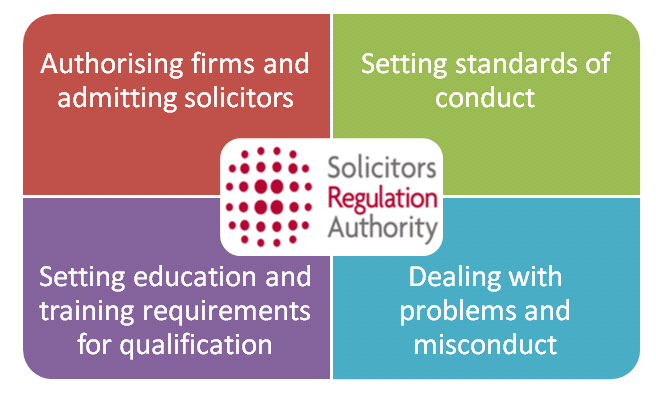 Authorising firms and
admitting solicitors
Setting standards of
conduct
Solicitors
Regulation
Authority
Setting education and
training requirements
for qualification
Dealing with
problems and
misconduct